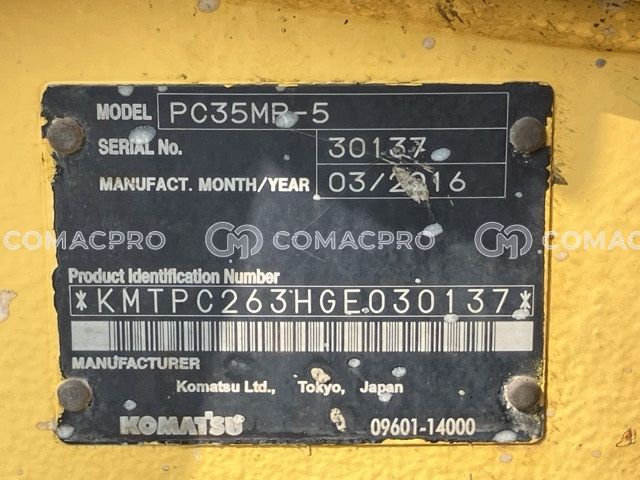 MODEL PC35MR-5
SERIAL No. 30137
MANUFACT. MONTH/YEAR 03/2016
COMACPRO COMACPRO COMACPRO
Product Identification Number
*KMTPC263HGE030137*
MANUFACTURER
Komatsu Ltd., Tokyo, Japan
KOMATSU 09601-14000